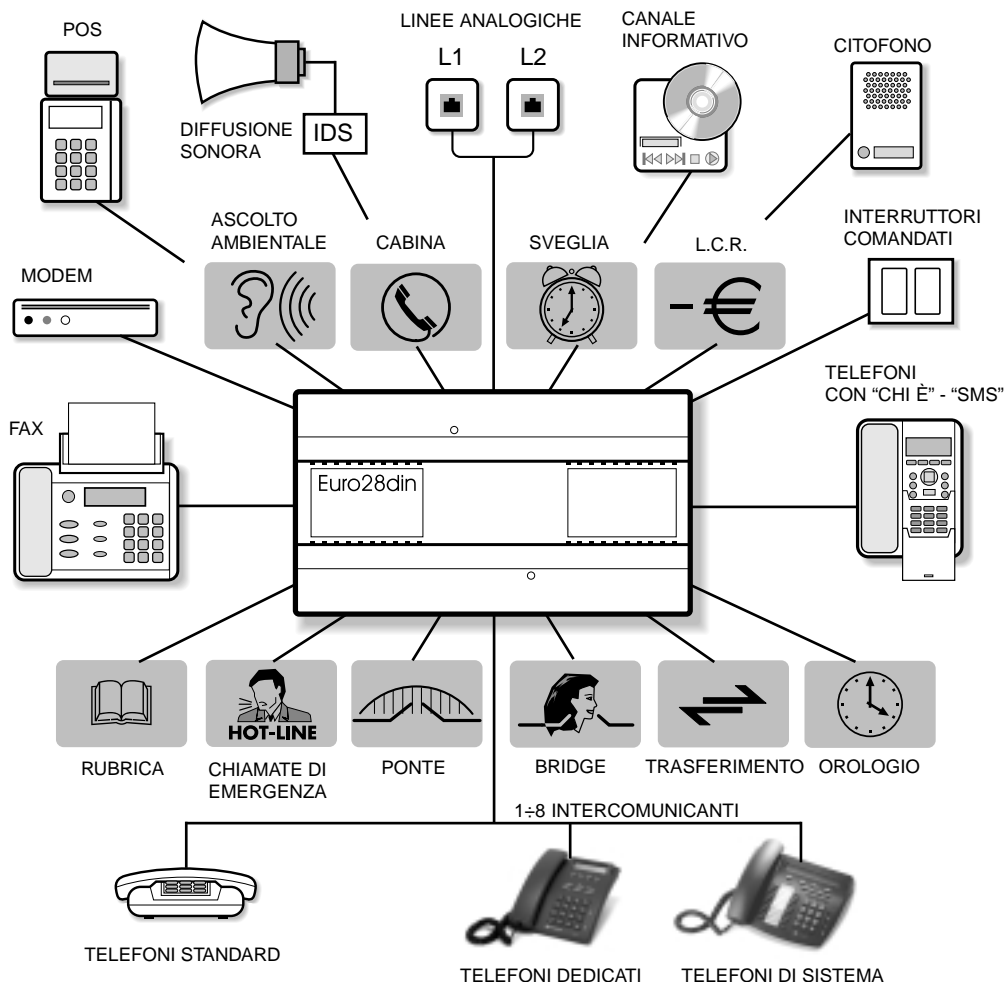 POS
LINEE ANALOGICHE
L1
L2
CANALE
INFORMATIVO
CITOFONO
DIFFUSIONE
SONORA
IDS
ASCOLTO
AMBIENTALE
CABINA
SVEGLIA
L.C.R.
INTERRUTTORI
COMANDATI
MODEM
TELEFONI
CON “CHI È” - “SMS”
FAX
Euro28din
HOT-LINE
RUBRICA
CHIAMATE DI
EMERGENZA
PONTE
BRIDGE
TRASFERIMENTO
OROLOGIO
1÷8 INTERCOMUNICANTI
TELEFONI STANDARD
TELEFONI DEDICATI
TELEFONI DI SISTEMA